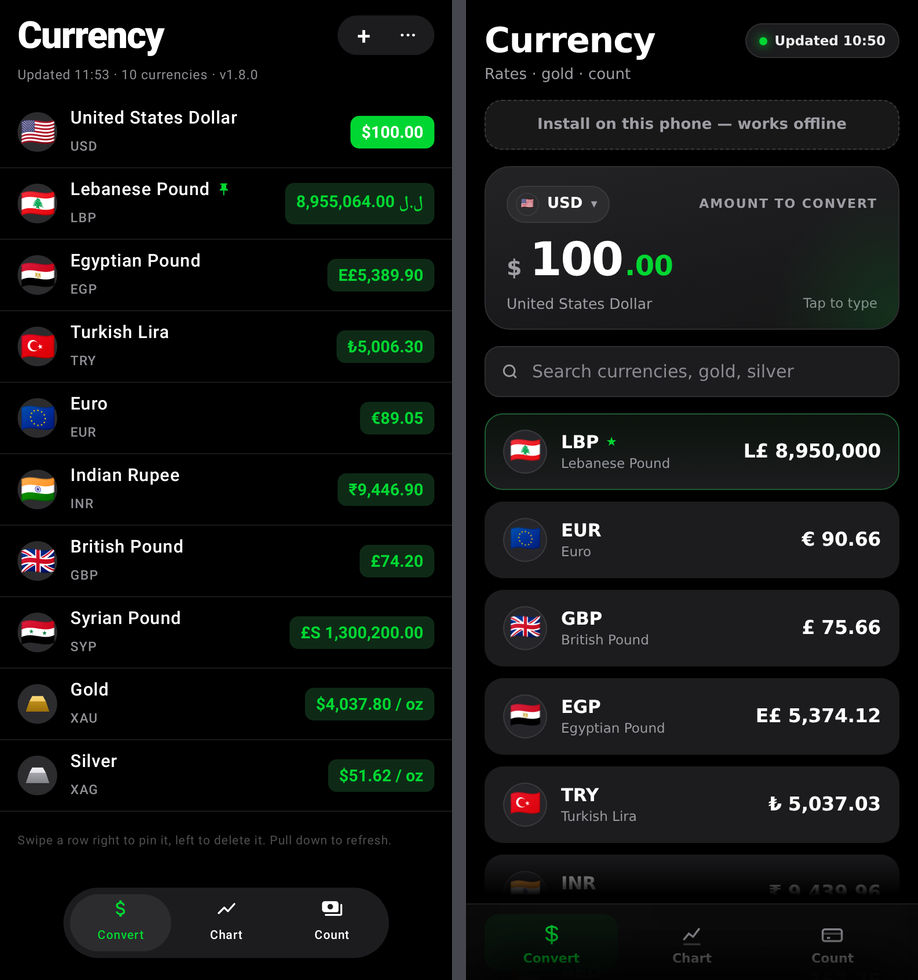 Currency
+ ...
Updated 11:53 · 10 currencies · v1.8.0
United States Dollar
USD
$100.00
Lebanese Pound
LBP
8,955,064.00 ل.ل
Egyptian Pound
EGP
E£5,389.90
Turkish Lira
TRY
₺5,006.30
Euro
EUR
€89.05
Indian Rupee
INR
₹9,446.90
British Pound
GBP
£74.20
Syrian Pound
SYP
£S 1,300,200.00
Gold
XAU
$4,037.80 / oz
Silver
XAG
$51.62 / oz
Swipe a row right to pin it, left to delete it. Pull down to refresh.
$
Convert
Chart
Count
Currency
Updated 10:50
Rates · gold · count
Install on this phone — works offline
USD ▾
AMOUNT TO CONVERT
$ 100.00
United States Dollar
Tap to type
Search currencies, gold, silver
LBP ★
Lebanese Pound
L£ 8,950,000
EUR
Euro
€ 90.66
GBP
British Pound
£ 75.66
EGP
Egyptian Pound
E£ 5,374.12
TRY
Turkish Lira
₺ 5,037.03
INR
₹ 9,439.96
$
Convert
Chart
Count